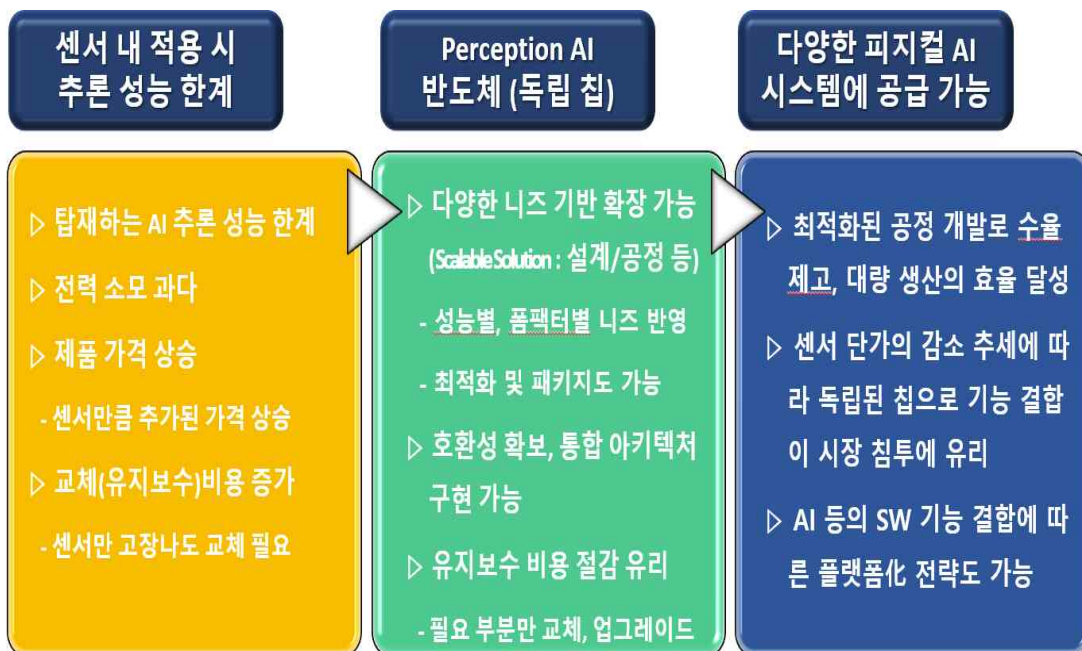 센서 내 적용 시
추론 성능 한계
▷ 탑재하는 AI 추론 성능 한계
▷ 전력 소모 과다
▷ 제품 가격 상승
- 센서만큼 추가된 가격 상승
▷ 교체(유지보수)비용 증가
- 센서만 고장나도 교체 필요
Perception AI
반도체 (독립 칩)
▷ 다양한 니즈 기반 확장 가능
(Scalable Solution : 설계/공정 등)
- 성능별, 폼팩터별 니즈 반영
- 최적화 및 패키지도 가능
▷ 호환성 확보, 통합 아키텍처
구현 가능
▷ 유지보수 비용 절감 유리
- 필요 부분만 교체, 업그레이드
다양한 피지컬 AI
시스템에 공급 가능
▷ 최적화된 공정 개발로 수율
제고, 대량 생산의 효율 달성
▷ 센서 단가의 감소 추세에 따
라 독립된 칩으로 기능 결합
이 시장 침투에 유리
▷ AI 등의 SW 기능 결합에 따
른 플랫폼化 전략도 가능